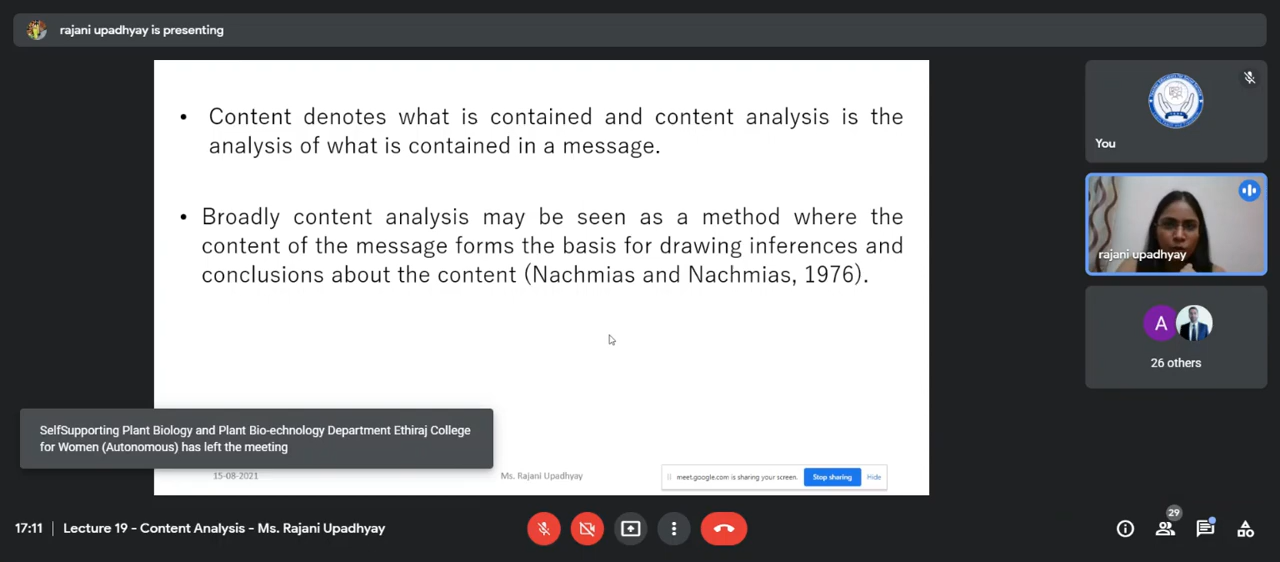 rajani upadhyay is presenting
• Content denotes what is contained and content analysis is the
analysis of what is contained in a message.
• Broadly content analysis may be seen as a method where the
content of the message forms the basis for drawing inferences and
conclusions about the content (Nachmias and Nachmias, 1976).
You
rajani upadhyay
A
26 others
SelfSupporting Plant Biology and Plant Bio-echnology Department Ethiraj College
for Women (Autonomous) has left the meeting
15-08-2021
Ms. Rajani Upadhyay
meet.google.com is sharing your screen.
Stop sharing
Hide
17:11 | Lecture 19 - Content Analysis - Ms. Rajani Upadhyay
29